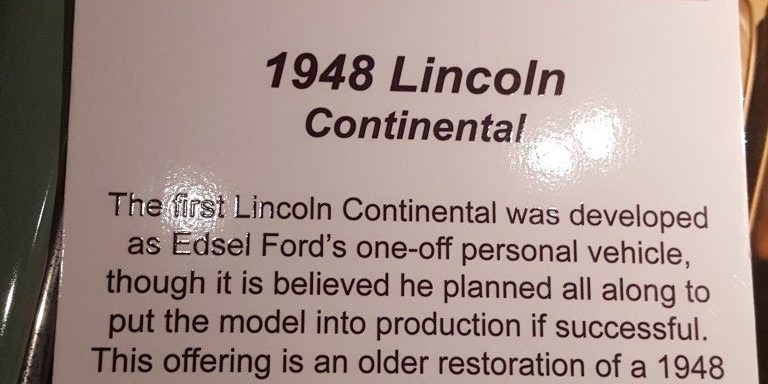 1948 Lincoln
Continental
The first Lincoln Continental was developed
as Edsel Ford's one-off personal vehicle,
though it is believed he planned all along to
put the model into production if successful.
This offering is an older restoration of a 1948